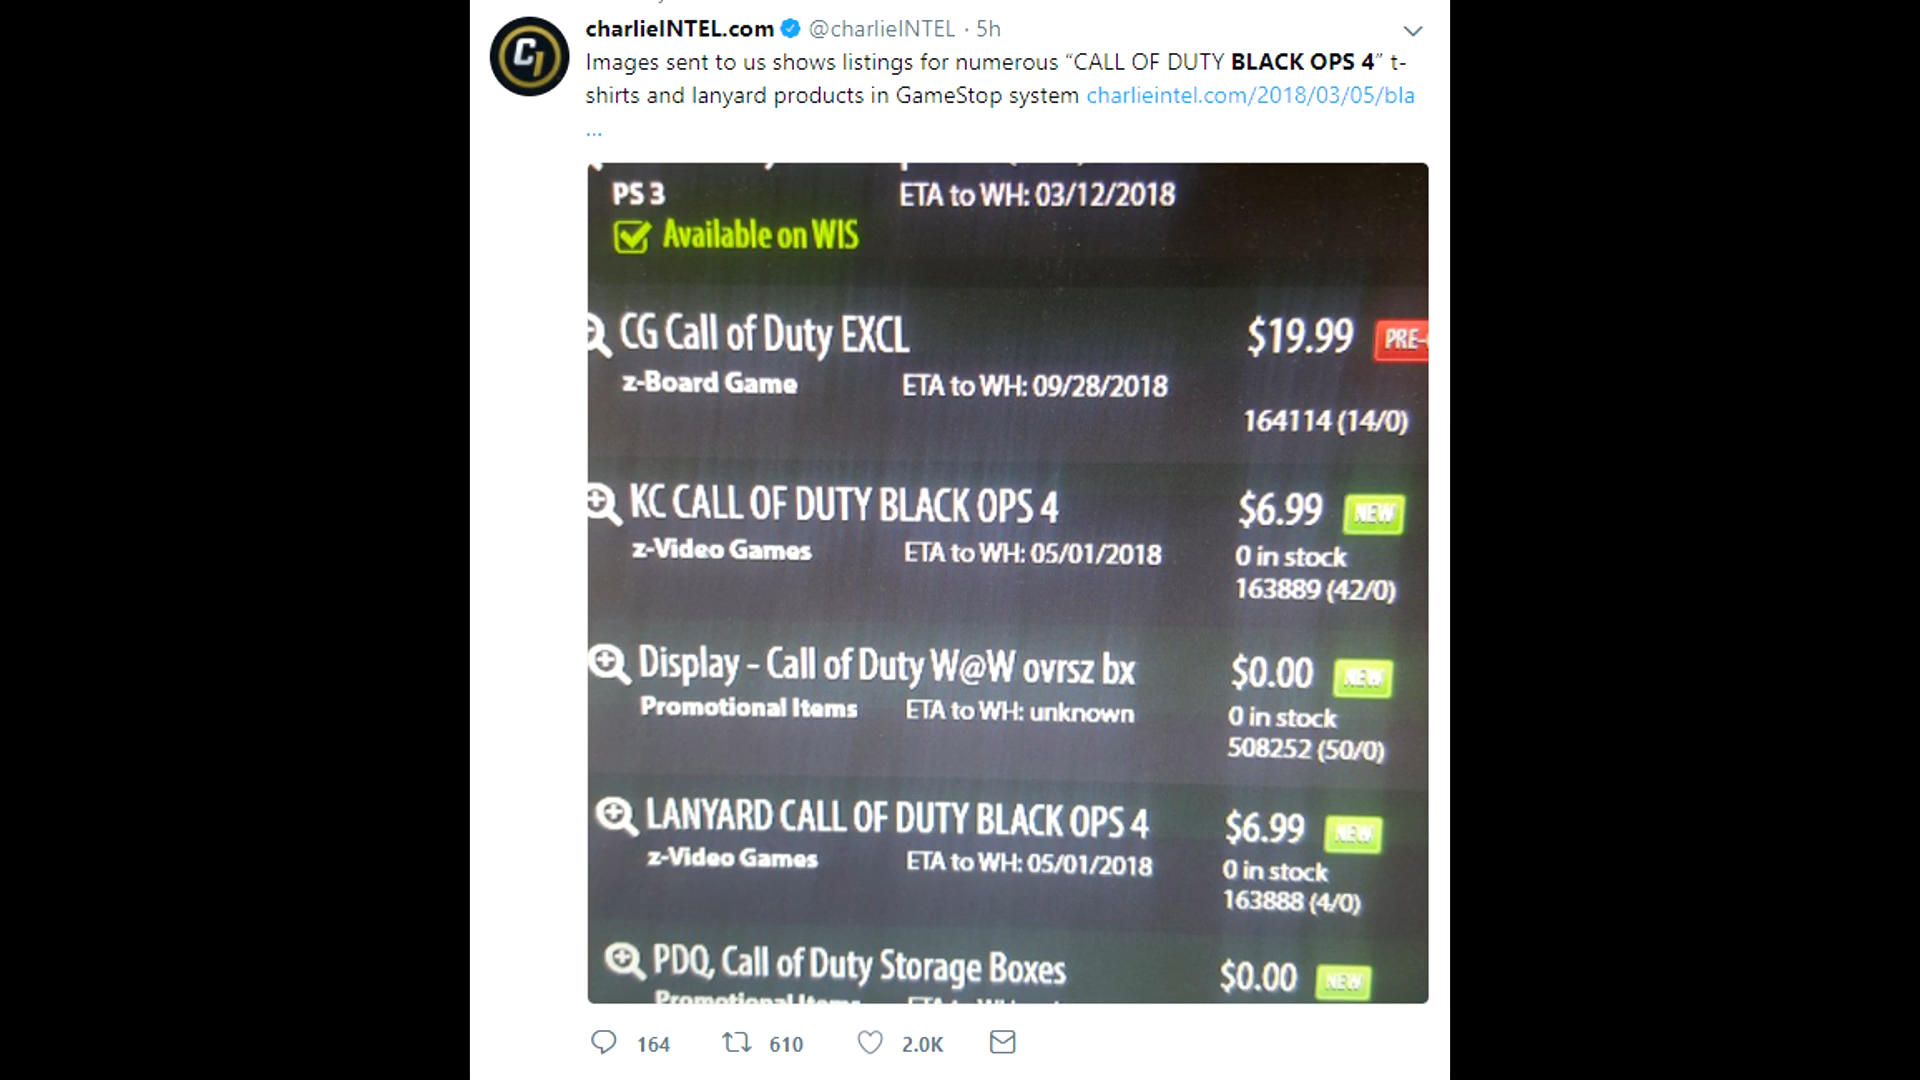 charlieINTEL.com @charlieINTEL · 5h
Images sent to us shows listings for numerous “CALL OF DUTY BLACK OPS 4” t-
shirts and lanyard products in GameStop system charlieintel.com/2018/03/05/bla
...
PS 3 ETA to WH: 03/12/2018
Available on WIS
CG Call of Duty EXCL $19.99 PRE-
z-Board Game ETA to WH: 09/28/2018
164114 (14/0)
KC CALL OF DUTY BLACK OPS 4 $6.99 NEW
z-Video Games ETA to WH: 05/01/2018 0 in stock
163889 (42/0)
Display - Call of Duty W@W ovrsz bx $0.00 NEW
Promotional Items ETA to WH: unknown 0 in stock
508252 (50/0)
LANYARD CALL OF DUTY BLACK OPS 4 $6.99 NEW
z-Video Games ETA to WH: 05/01/2018 0 in stock
163888 (4/0)
PDQ, Call of Duty Storage Boxes $0.00 NEW
Promotional Items
164 610 2.0K